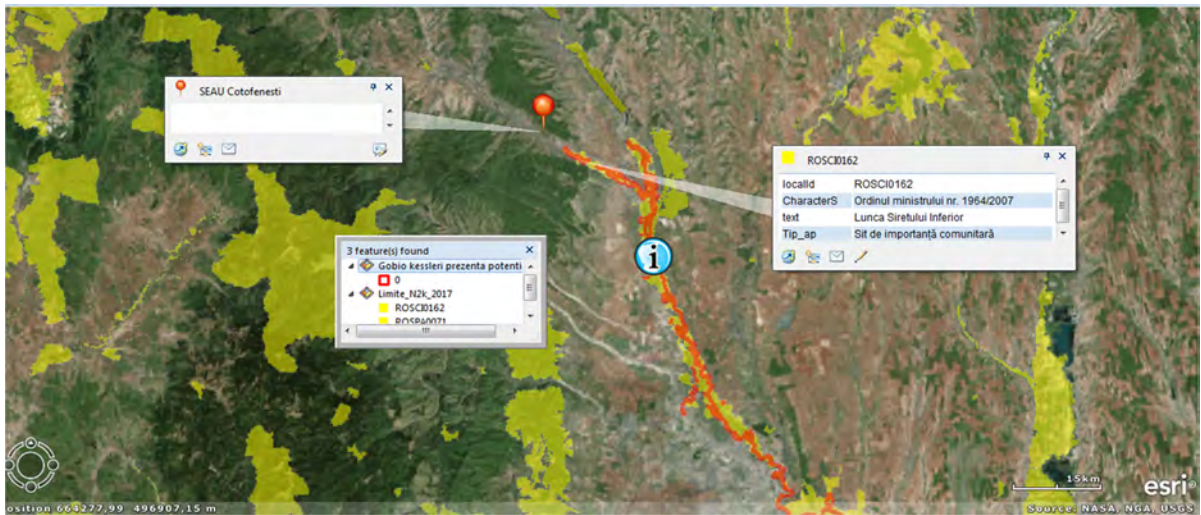 SEAU Cotofenesti
ROSCI0162
localId ROSCI0162
CharacterS Ordinul ministrului nr. 1964/2007
text Lunca Siretului Inferior
Tip_ap Sit de importanță comunitară
3 feature(s) found
Gobio kessleri prezenta potenti
0
Limite_N2k_2017
ROSCI0162
ROSPA0071
15km
esri
osition 664277,99 496907,15 m
Source: NASA, NGA, USGS